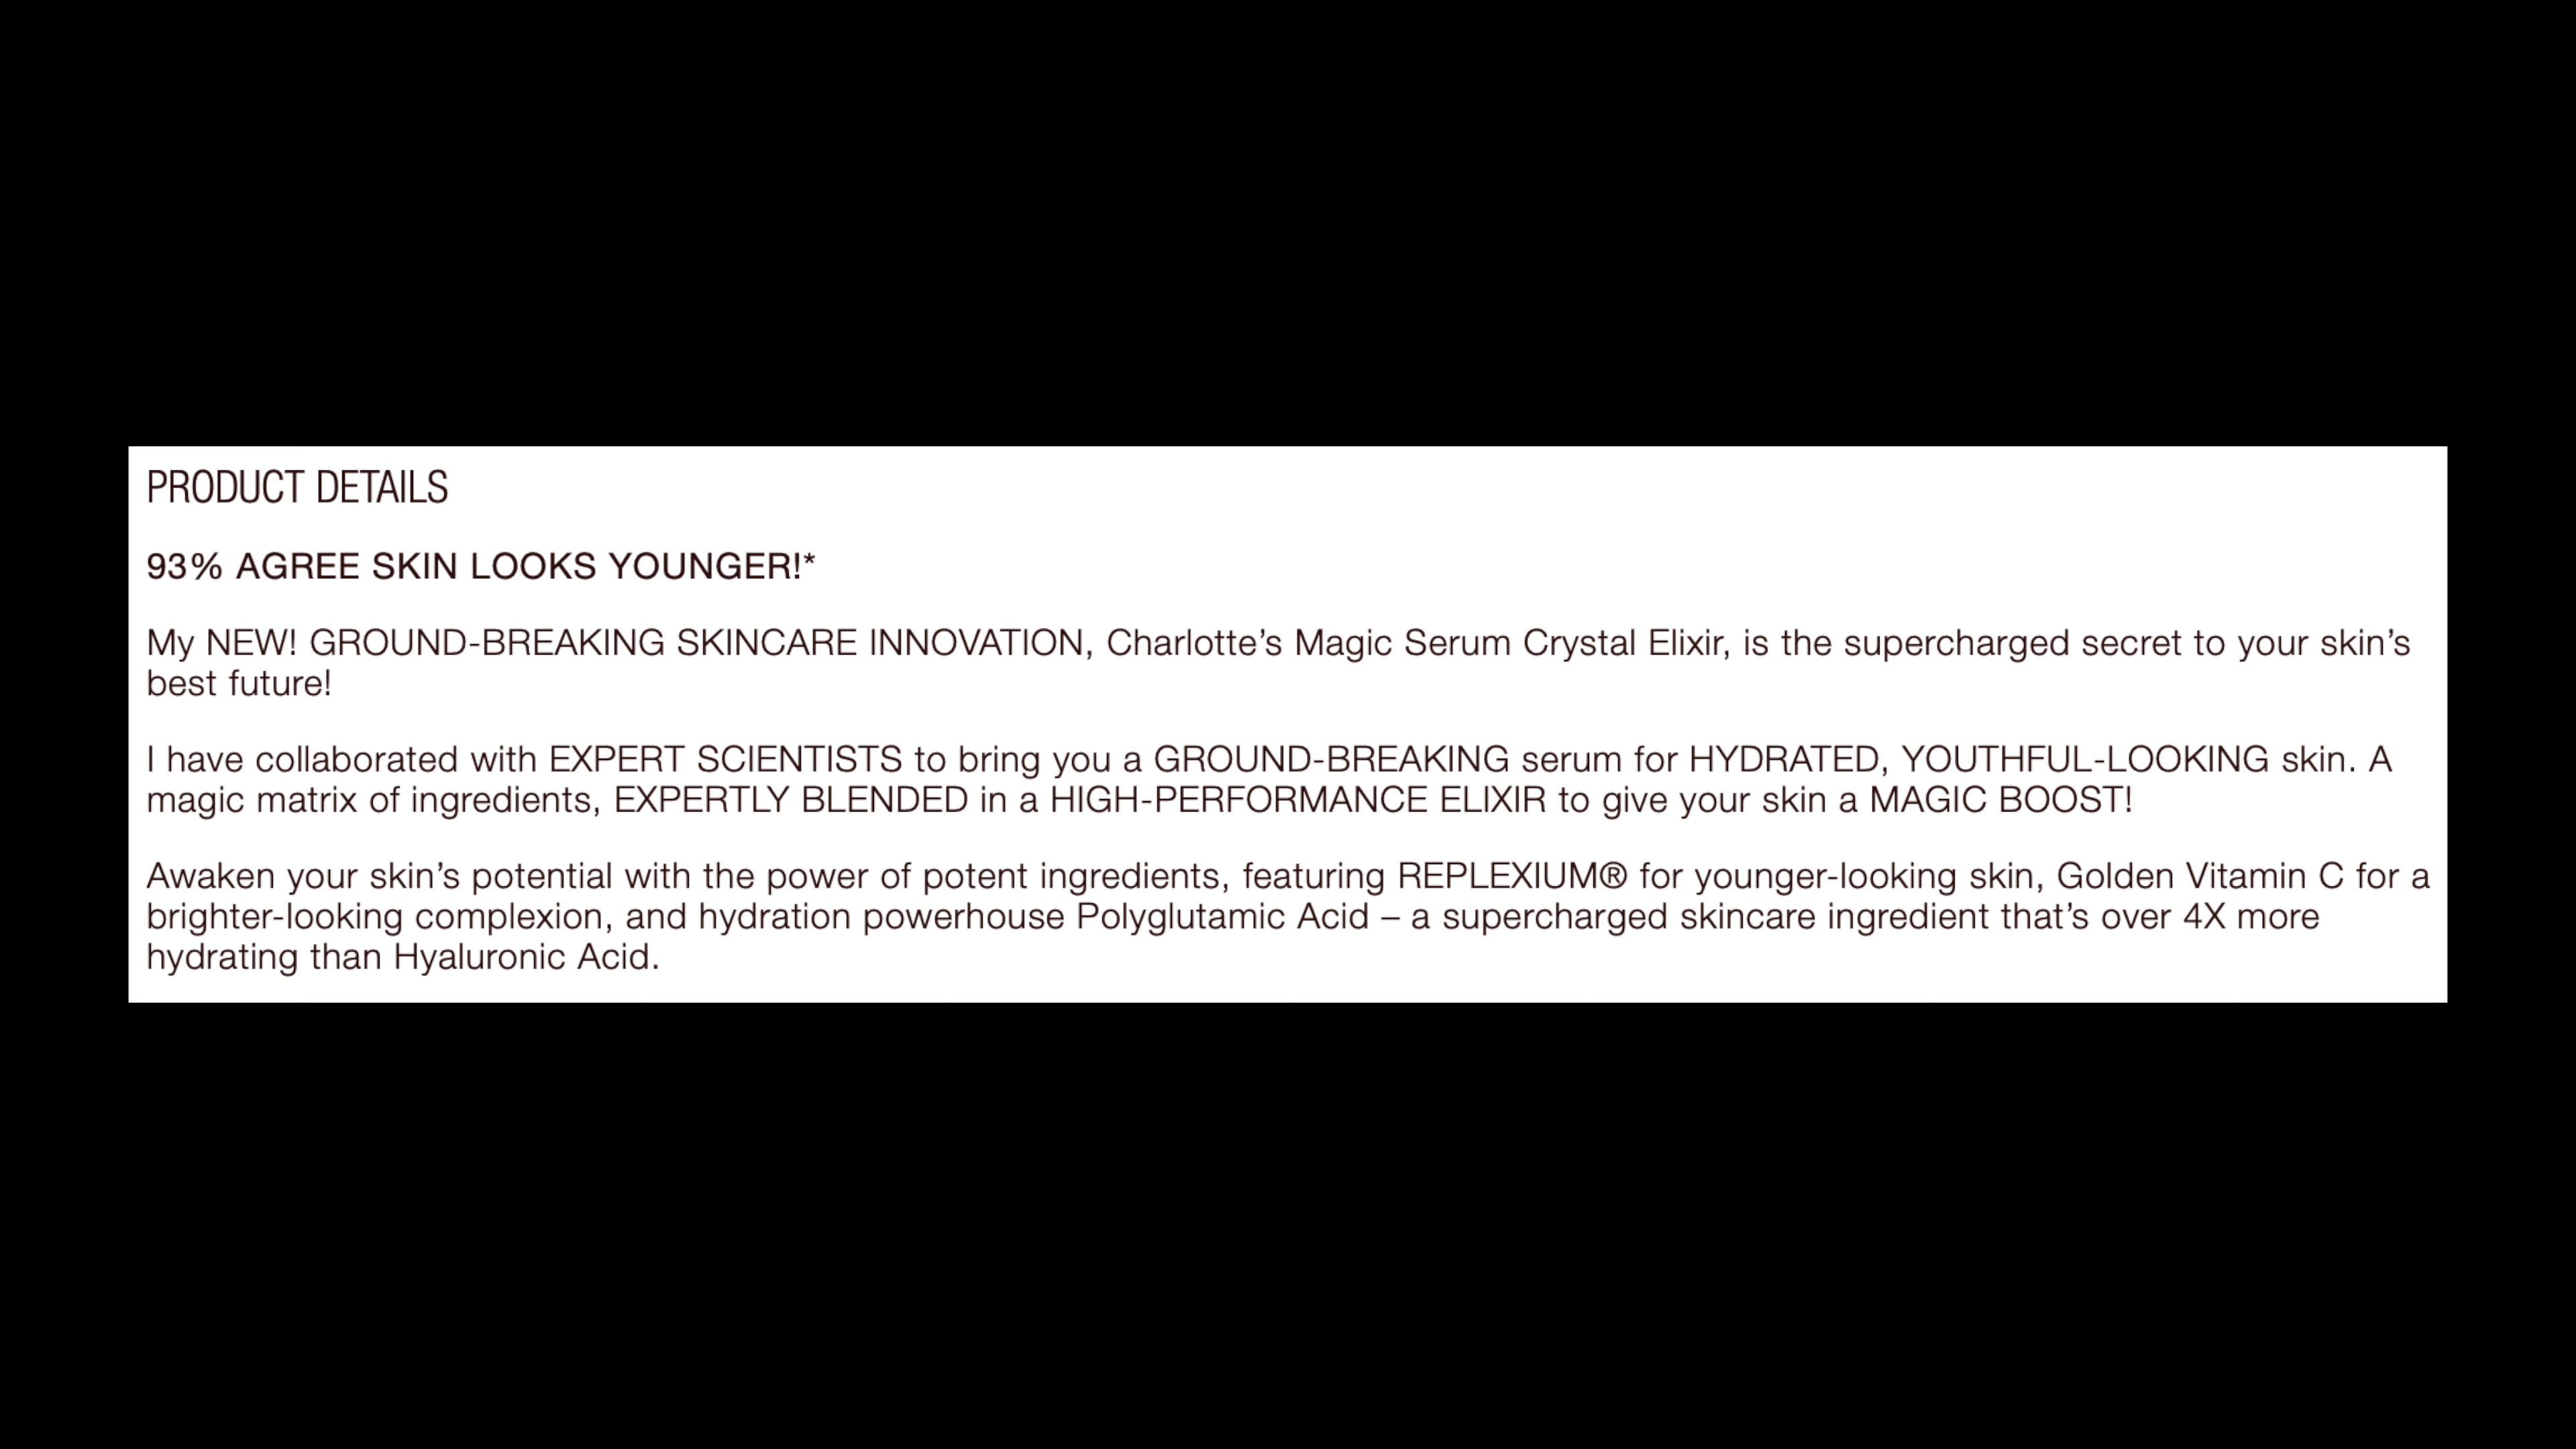 PRODUCT DETAILS
93% AGREE SKIN LOOKS YOUNGER!*
My NEW! GROUND-BREAKING SKINCARE INNOVATION, Charlotte’s Magic Serum Crystal Elixir, is the supercharged secret to your skin’s
best future!
I have collaborated with EXPERT SCIENTISTS to bring you a GROUND-BREAKING serum for HYDRATED, YOUTHFUL-LOOKING skin. A
magic matrix of ingredients, EXPERTLY BLENDED in a HIGH-PERFORMANCE ELIXIR to give your skin a MAGIC BOOST!
Awaken your skin’s potential with the power of potent ingredients, featuring REPLEXIUM® for younger-looking skin, Golden Vitamin C for a
brighter-looking complexion, and hydration powerhouse Polyglutamic Acid – a supercharged skincare ingredient that’s over 4X more
hydrating than Hyaluronic Acid.